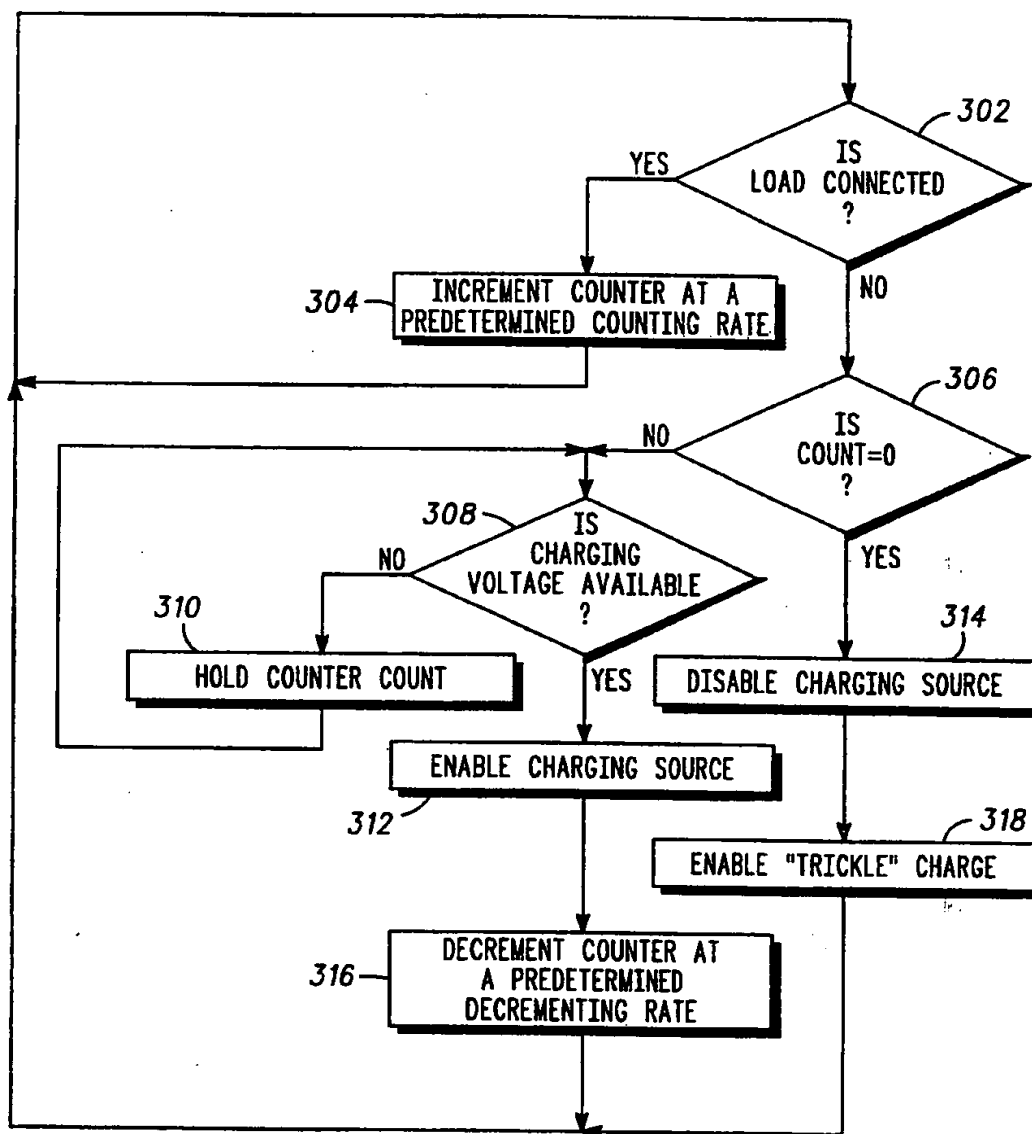 302
IS
LOAD CONNECTED
?
YES
NO
304
INCREMENT COUNTER AT A
PREDETERMINED COUNTING RATE
306
IS
COUNT=0
?
NO
YES
308
IS
CHARGING
VOLTAGE AVAILABLE
?
NO
YES
310
HOLD COUNTER COUNT
314
DISABLE CHARGING SOURCE
312
ENABLE CHARGING SOURCE
318
ENABLE "TRICKLE" CHARGE
316
DECREMENT COUNTER AT
A PREDETERMINED
DECREMENTING RATE